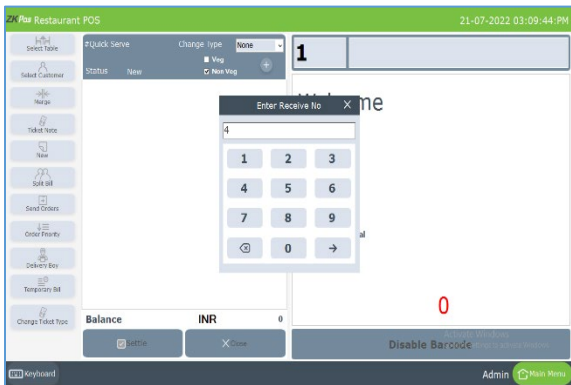 ZKPos Restaurant POS
21-07-2022 03:09:44:PM
Select Table
Select Customer
Merge
Ticket Note
New
Split Bill
Send Orders
Order Priority
Delivery Boy
Temporary Bill
Change Ticket Type
#Quick Serve
Change Type None
Veg
Non Veg
Status New
+
1
me
Enter Receive No X
4
1 2 3
4 5 6
7 8 9
0
al
0
Balance INR 0
Settle
X Close
Disable Barcode
Activate Windows
Keyboard
Admin
Main Menu